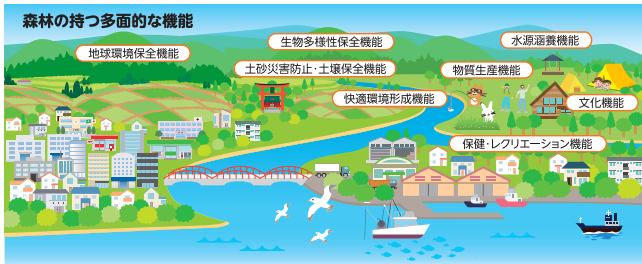 森林の持つ多面的な機能
地球環境保全機能
生物多様性保全機能
水源涵養機能
土砂災害防止・土壌保全機能
物質生産機能
快適環境形成機能
文化機能
保健・レクリエーション機能